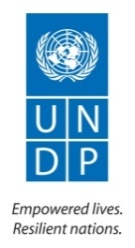 U N
D P
Empowered lives.
Resilient nations.